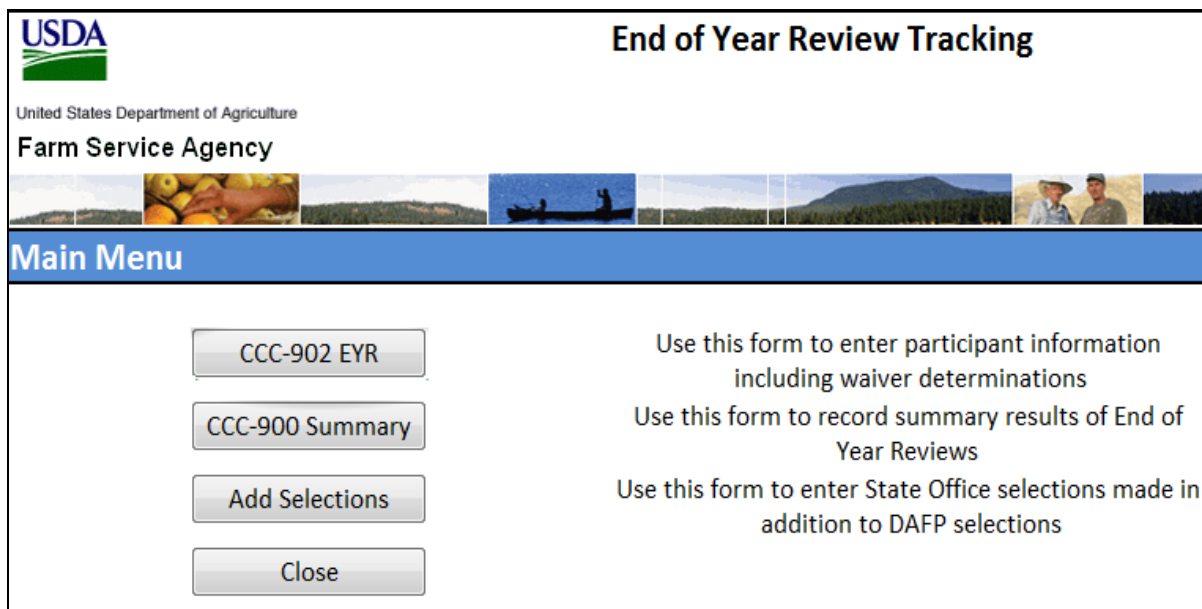 USDA
End of Year Review Tracking
United States Department of Agriculture
Farm Service Agency
Main Menu
CCC-902 EYR
Use this form to enter participant information
including waiver determinations
CCC-900 Summary
Use this form to record summary results of End of
Year Reviews
Add Selections
Use this form to enter State Office selections made in
addition to DAFP selections
Close